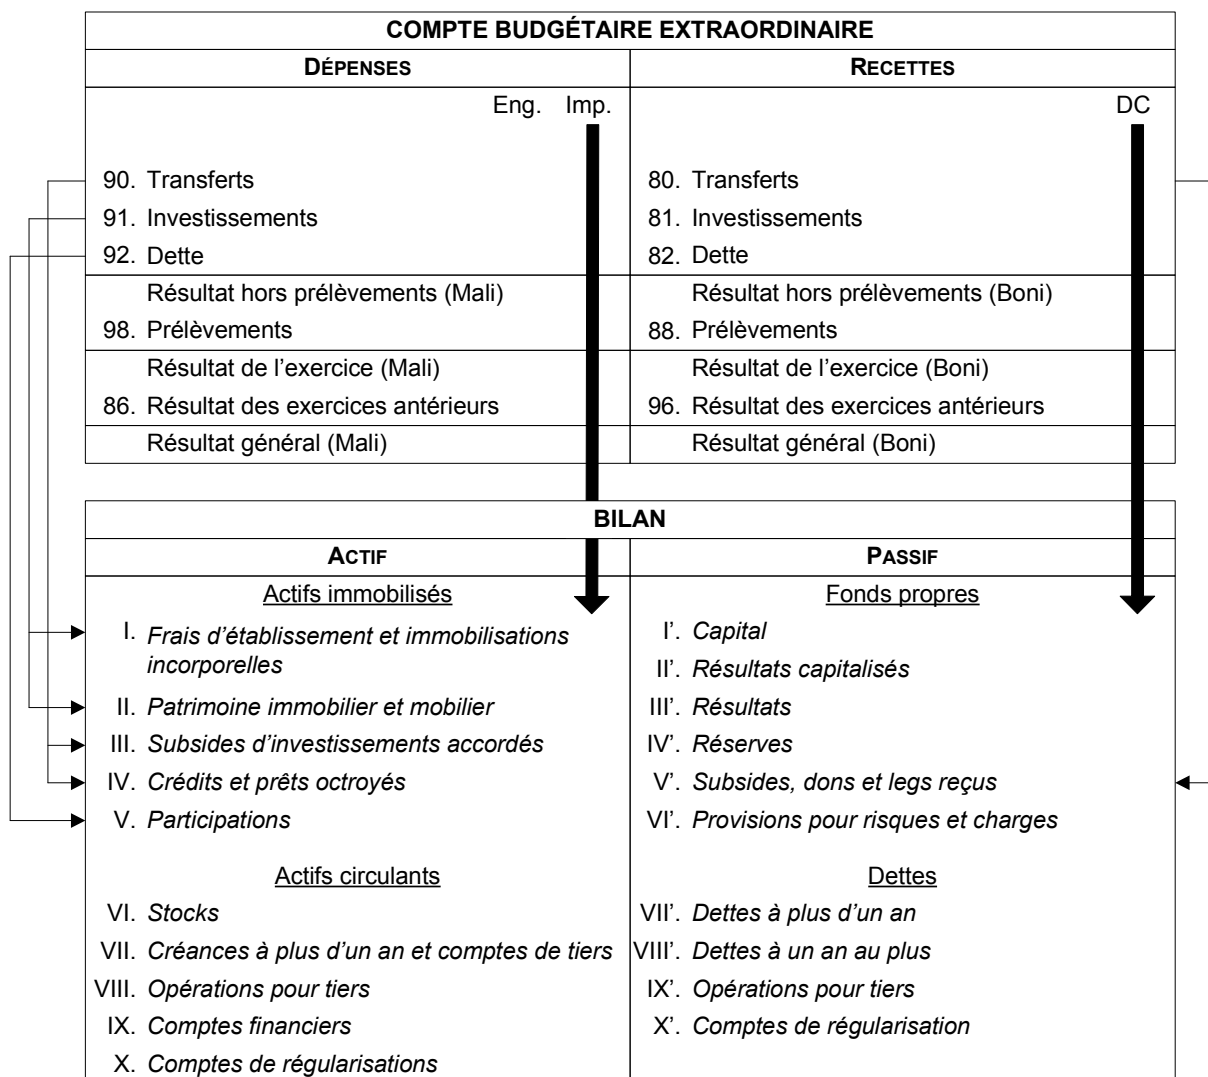 COMPTE BUDGÉTAIRE EXTRAORDINAIRE
DÉPENSES RECETTES
Eng. Imp. DC
90. Transferts 80. Transferts
91. Investissements 81. Investissements
92. Dette 82. Dette
Résultat hors prélèvements (Mali) Résultat hors prélèvements (Boni)
98. Prélèvements 88. Prélèvements
Résultat de l’exercice (Mali) Résultat de l’exercice (Boni)
86. Résultat des exercices antérieurs 96. Résultat des exercices antérieurs
Résultat général (Mali) Résultat général (Boni)
BILAN
ACTIF PASSIF
Actifs immobilisés Fonds propres
I. Frais d’établissement et immobilisations I'. Capital
incorporelles II'. Résultats capitalisés
II. Patrimoine immobilier et mobilier III'. Résultats
III. Subsides d’investissements accordés IV'. Réserves
IV. Crédits et prêts octroyés V'. Subsides, dons et legs reçus
V. Participations VI'. Provisions pour risques et charges
Actifs circulants Dettes
VI. Stocks VII'. Dettes à plus d’un an
VII. Créances à plus d’un an et comptes de tiers VIII'. Dettes à un an au plus
VIII. Opérations pour tiers IX'. Opérations pour tiers
IX. Comptes financiers X'. Comptes de régularisation
X. Comptes de régularisations